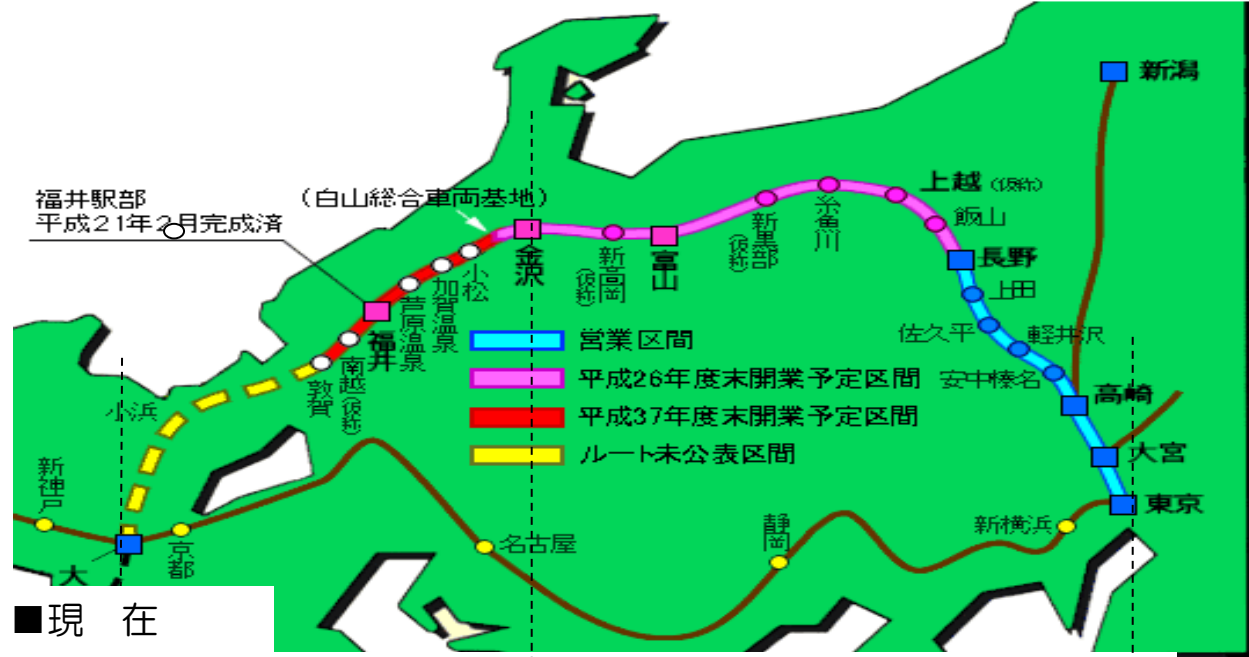 新潟
福井駅部
平成21年2月完成済
(白山総合車両基地)
上越(仮称)
飯山
糸魚川
新黒部(仮称)
富山
新高岡(仮称)
金沢
小松
加賀温泉
芦原温泉
福井
南越(仮称)
敦賀
小浜
長野
上田
佐久平
軽井沢
安中榛名
高崎
大宮
東京
営業区間
平成26年度末開業予定区間
平成37年度末開業予定区間
ルート未公表区間
新神戸
京都
名古屋
静岡
新横浜
大
■現 在